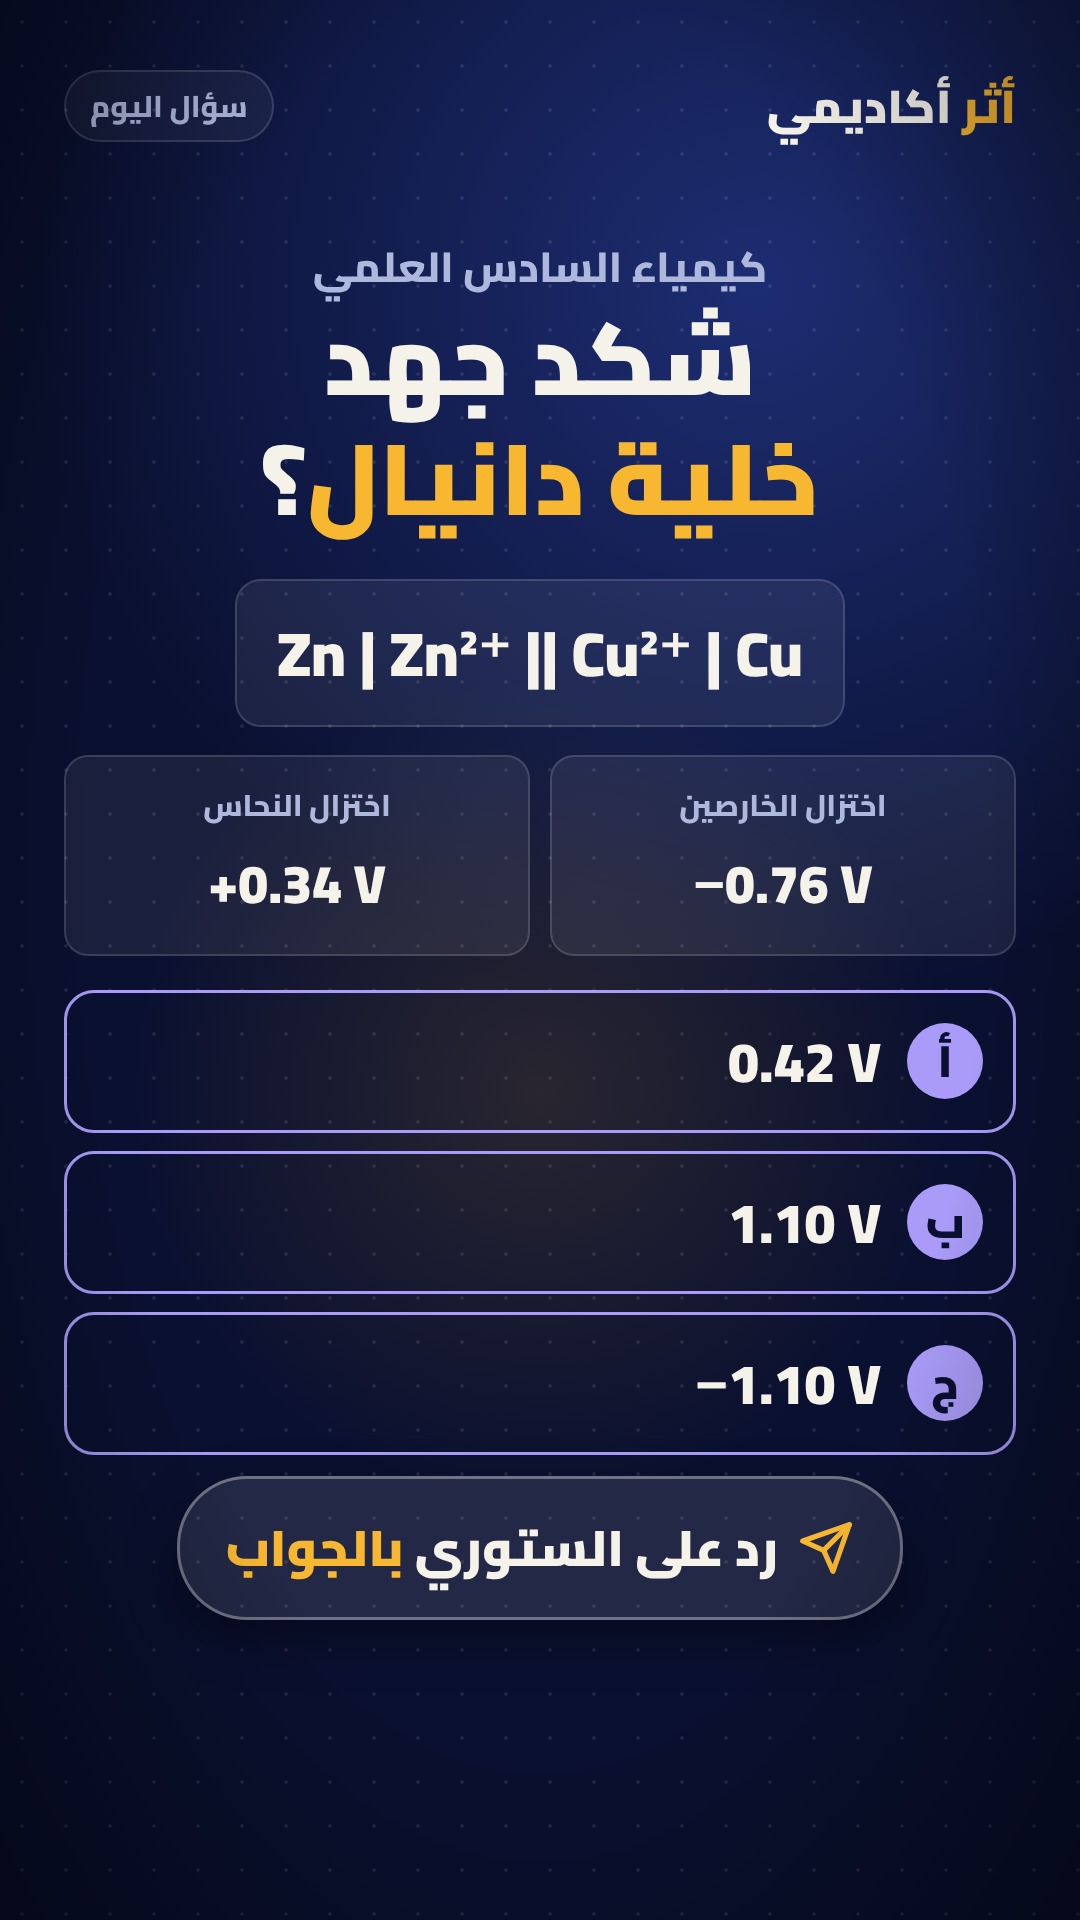 أثر أكاديمي
سؤال اليوم
كيمياء السادس العلمي
شكد جهد
خلية دانيال؟
Zn | Zn²⁺ || Cu²⁺ | Cu
اختزال الخارصين
−0.76 V
اختزال النحاس
+0.34 V
أ 0.42 V
ب 1.10 V
ج −1.10 V
رد على الستوري بالجواب